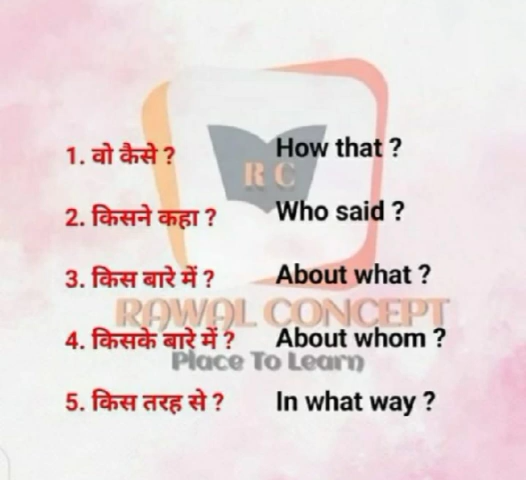 1. वो कैसे ? How that ?
R C
2. किसने कहा ? Who said ?
3. किस बारे में ? About what ?
RAWAL CONCEPT
4. किसके बारे में ? About whom ?
Place To Learn
5. किस तरह से ? In what way ?